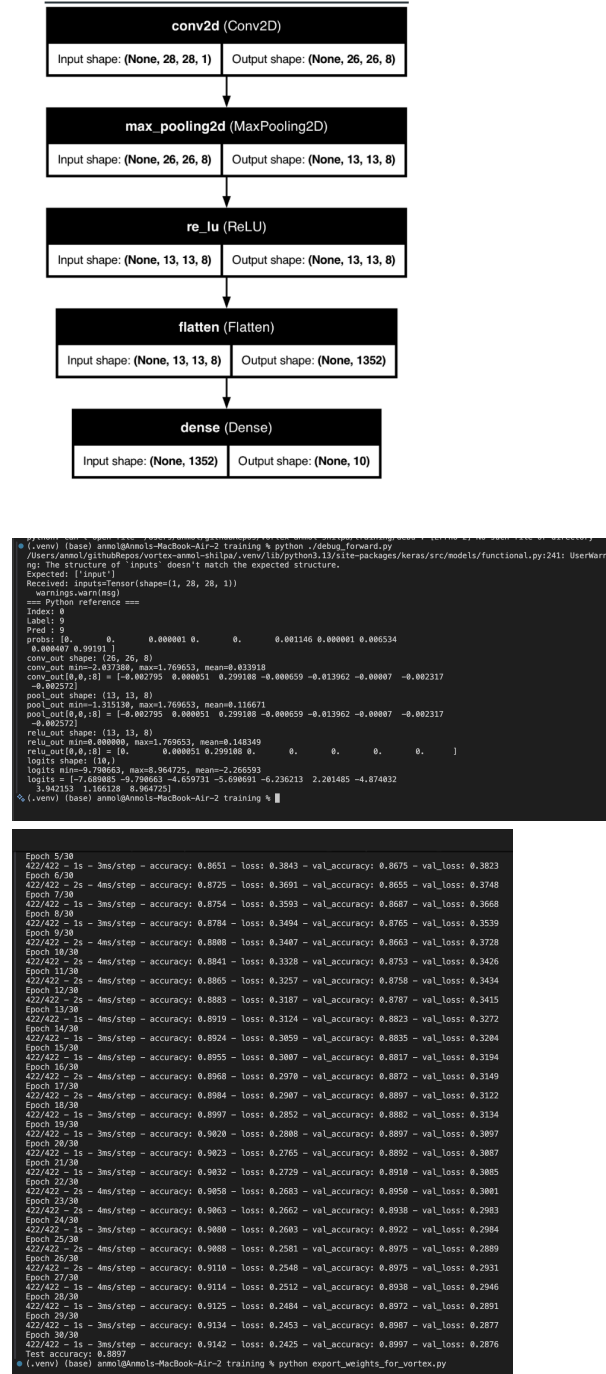 conv2d (Conv2D)
Input shape: (None, 28, 28, 1) Output shape: (None, 26, 26, 8)
max_pooling2d (MaxPooling2D)
Input shape: (None, 26, 26, 8) Output shape: (None, 13, 13, 8)
re_lu (ReLU)
Input shape: (None, 13, 13, 8) Output shape: (None, 13, 13, 8)
flatten (Flatten)
Input shape: (None, 13, 13, 8) Output shape: (None, 1352)
dense (Dense)
Input shape: (None, 1352) Output shape: (None, 10)
(.venv) (base) anmol@Anmols-MacBook-Air-2 training % python ./debug_forward.py
/Users/anmol/githubRepos/vortex-anmol-shilpa/.venv/lib/python3.13/site-packages/keras/src/models/functional.py:241: UserWarn
ng: The structure of `inputs` doesn't match the expected structure.
Expected: ['input']
Received: inputs=Tensor(shape=(1, 28, 28, 1))
warnings.warn(msg)
=== Python reference ===
Index: 0
Label: 9
Pred : 9
probs: [0. 0. 0.000001 0. 0. 0.001146 0.000001 0.006534
0.000407 0.99191 ]
conv_out shape: (26, 26, 8)
conv_out min=-2.037380, max=1.769653, mean=0.033918
conv_out[0,0,:8] = [-0.002795 0.000051 0.299108 -0.000659 -0.013962 -0.00007 -0.002317
-0.002572]
pool_out shape: (13, 13, 8)
pool_out min=-1.315130, max=1.769653, mean=0.116671
pool_out[0,0,:8] = [-0.002795 0.000051 0.299108 -0.000659 -0.013962 -0.00007 -0.002317
-0.002572]
relu_out shape: (13, 13, 8)
relu_out min=0.000000, max=1.769653, mean=0.148349
relu_out[0,0,:8] = [0. 0.000051 0.299108 0. 0. 0. 0. 0. ]
logits shape: (10,)
logits min=-9.790663, max=8.964725, mean=-2.266593
logits = [-7.689085 -9.790663 -4.659731 -5.690691 -6.236213 2.201485 -4.874032
3.942153 1.166128 8.964725]
(.venv) (base) anmol@Anmols-MacBook-Air-2 training %
Epoch 5/30
422/422 - 1s - 3ms/step - accuracy: 0.8651 - loss: 0.3843 - val_accuracy: 0.8675 - val_loss: 0.3823
Epoch 6/30
422/422 - 2s - 4ms/step - accuracy: 0.8725 - loss: 0.3691 - val_accuracy: 0.8655 - val_loss: 0.3748
Epoch 7/30
422/422 - 1s - 3ms/step - accuracy: 0.8754 - loss: 0.3593 - val_accuracy: 0.8687 - val_loss: 0.3668
Epoch 8/30
422/422 - 1s - 3ms/step - accuracy: 0.8784 - loss: 0.3494 - val_accuracy: 0.8765 - val_loss: 0.3539
Epoch 9/30
422/422 - 2s - 4ms/step - accuracy: 0.8808 - loss: 0.3407 - val_accuracy: 0.8663 - val_loss: 0.3728
Epoch 10/30
422/422 - 2s - 4ms/step - accuracy: 0.8841 - loss: 0.3328 - val_accuracy: 0.8753 - val_loss: 0.3426
Epoch 11/30
422/422 - 2s - 4ms/step - accuracy: 0.8865 - loss: 0.3257 - val_accuracy: 0.8758 - val_loss: 0.3434
Epoch 12/30
422/422 - 2s - 4ms/step - accuracy: 0.8883 - loss: 0.3187 - val_accuracy: 0.8787 - val_loss: 0.3415
Epoch 13/30
422/422 - 2s - 4ms/step - accuracy: 0.8919 - loss: 0.3124 - val_accuracy: 0.8823 - val_loss: 0.3272
Epoch 14/30
422/422 - 1s - 3ms/step - accuracy: 0.8924 - loss: 0.3059 - val_accuracy: 0.8835 - val_loss: 0.3204
Epoch 15/30
422/422 - 1s - 3ms/step - accuracy: 0.8955 - loss: 0.3007 - val_accuracy: 0.8817 - val_loss: 0.3194
Epoch 16/30
422/422 - 2s - 4ms/step - accuracy: 0.8968 - loss: 0.2970 - val_accuracy: 0.8872 - val_loss: 0.3149
Epoch 17/30
422/422 - 2s - 4ms/step - accuracy: 0.8984 - loss: 0.2907 - val_accuracy: 0.8897 - val_loss: 0.3122
Epoch 18/30
422/422 - 1s - 3ms/step - accuracy: 0.8997 - loss: 0.2852 - val_accuracy: 0.8882 - val_loss: 0.3134
Epoch 19/30
422/422 - 1s - 3ms/step - accuracy: 0.9020 - loss: 0.2808 - val_accuracy: 0.8897 - val_loss: 0.3097
Epoch 20/30
422/422 - 1s - 3ms/step - accuracy: 0.9023 - loss: 0.2765 - val_accuracy: 0.8892 - val_loss: 0.3087
Epoch 21/30
422/422 - 1s - 3ms/step - accuracy: 0.9032 - loss: 0.2729 - val_accuracy: 0.8910 - val_loss: 0.3085
Epoch 22/30
422/422 - 2s - 4ms/step - accuracy: 0.9058 - loss: 0.2683 - val_accuracy: 0.8950 - val_loss: 0.3001
Epoch 23/30
422/422 - 2s - 4ms/step - accuracy: 0.9063 - loss: 0.2662 - val_accuracy: 0.8938 - val_loss: 0.2983
Epoch 24/30
422/422 - 1s - 3ms/step - accuracy: 0.9080 - loss: 0.2603 - val_accuracy: 0.8922 - val_loss: 0.2984
Epoch 25/30
422/422 - 2s - 4ms/step - accuracy: 0.9088 - loss: 0.2581 - val_accuracy: 0.8975 - val_loss: 0.2889
Epoch 26/30
422/422 - 2s - 4ms/step - accuracy: 0.9110 - loss: 0.2548 - val_accuracy: 0.8975 - val_loss: 0.2931
Epoch 27/30
422/422 - 1s - 3ms/step - accuracy: 0.9114 - loss: 0.2512 - val_accuracy: 0.8938 - val_loss: 0.2946
Epoch 28/30
422/422 - 1s - 3ms/step - accuracy: 0.9125 - loss: 0.2484 - val_accuracy: 0.8972 - val_loss: 0.2891
Epoch 29/30
422/422 - 1s - 3ms/step - accuracy: 0.9134 - loss: 0.2453 - val_accuracy: 0.8987 - val_loss: 0.2877
Epoch 30/30
422/422 - 1s - 3ms/step - accuracy: 0.9142 - loss: 0.2425 - val_accuracy: 0.8997 - val_loss: 0.2876
Test accuracy: 0.8897
(.venv) (base) anmol@Anmols-MacBook-Air-2 training % python export_weights_for_vortex.py